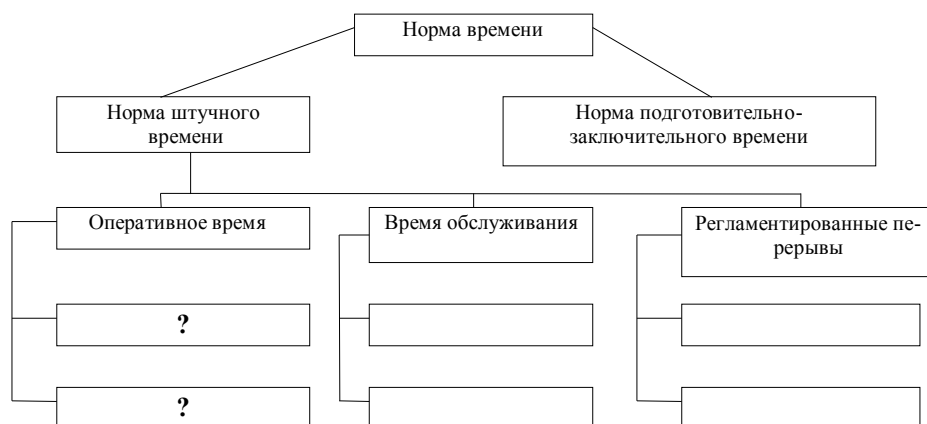 Норма времени
Норма штучного
времени
Норма подготовительно-
заключительного времени
Оперативное время
Время обслуживания
Регламентированные пе-
рерывы
?
?